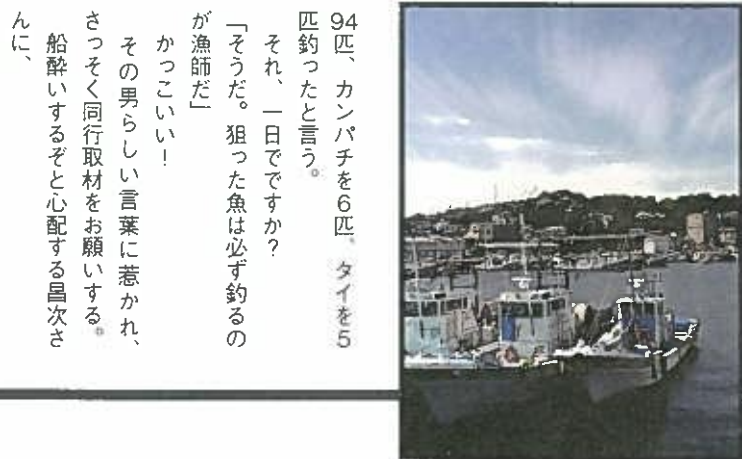 94匹、カンパチを6匹、タイを5
匹釣ったと言う。
それ、一日でですか？
「そうだ。狙った魚は必ず釣るの
が漁師だ」
かっこいい！
その男らしい言葉に惹かれ、
さっそく同行取材をお願いする。
船酔いするぞと心配する昌次さ
んに、